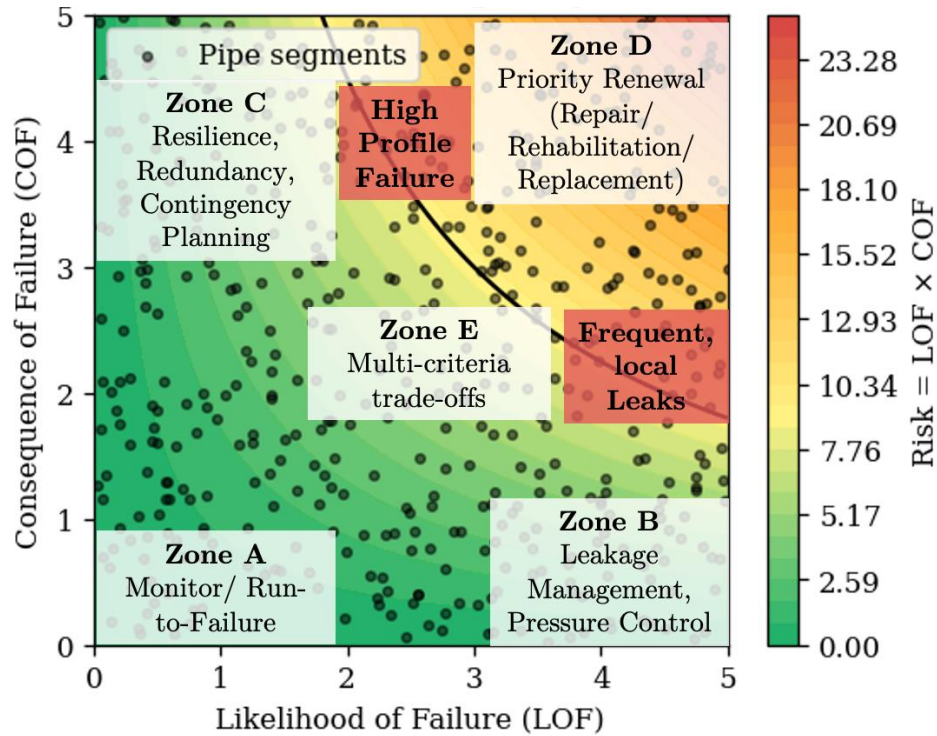 Pipe segments
Zone C
Resilience,
Redundancy,
Contingency
Planning
High
Profile
Failure
Zone D
Priority Renewal
(Repair/
Rehabilitation/
Replacement)
Zone E
Multi-criteria
trade-offs
Frequent,
local
Leaks
Zone A
Monitor/ Run-
to-Failure
Zone B
Leakage
Management,
Pressure Control
Consequence of Failure (COF)
5
4
3
2
1
0
0 1 2 3 4 5
Likelihood of Failure (LOF)
23.28
20.69
18.10
15.52
12.93
10.34
7.76
5.17
2.59
0.00
Risk = LOF × COF